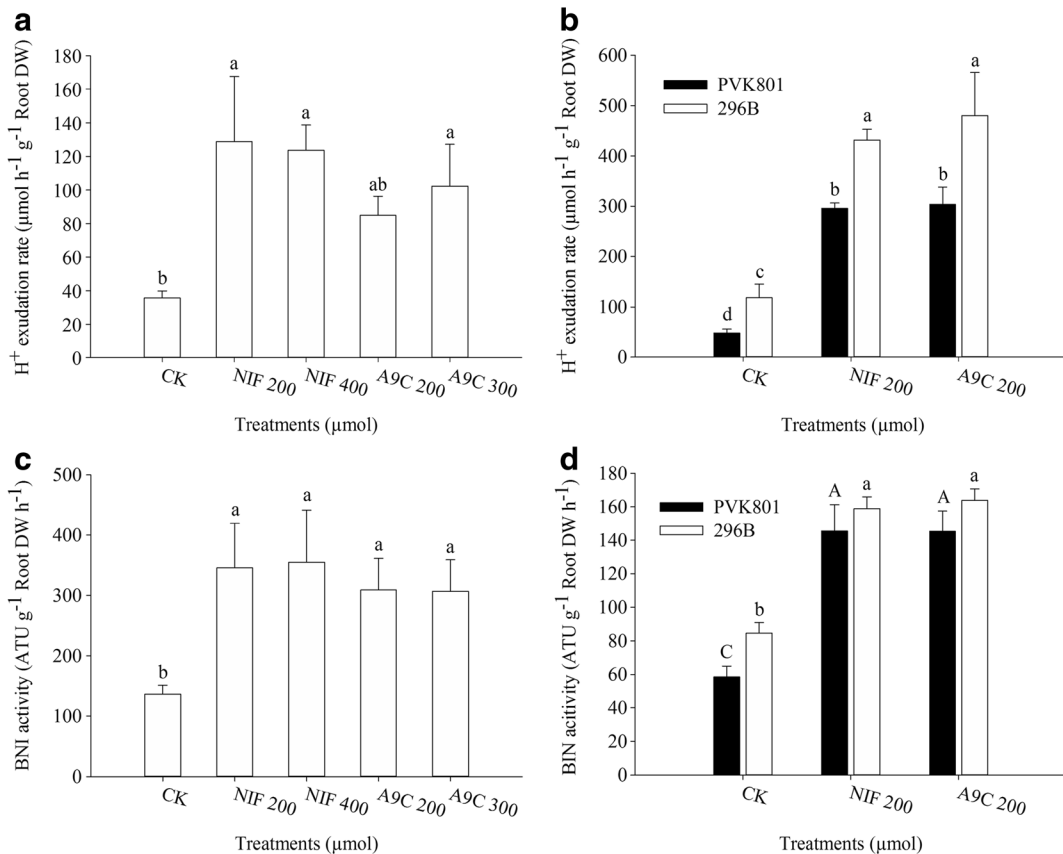 a
H⁺ exudation rate (µmol h⁻¹ g⁻¹ Root DW)
180
160
140
120
100
80
60
40
20
0
b
a
a
ab
a
CK
NIF 200
NIF 400
A9C 200
A9C 300
Treatments (µmol)
b
H⁺ exudation rate (µmol h⁻¹ g⁻¹ Root DW)
600
500
400
300
200
100
0
PVK801
296B
d
c
b
a
b
a
CK
NIF 200
A9C 200
Treatments (µmol)
c
BNI activity (ATU g⁻¹ Root DW h⁻¹)
500
400
300
200
100
0
b
a
a
a
a
CK
NIF 200
NIF 400
A9C 200
A9C 300
Treatments (µmol)
d
BIN acitivity (ATU g⁻¹ Root DW h⁻¹)
180
160
140
120
100
80
60
40
20
0
PVK801
296B
C
b
A
a
A
a
CK
NIF 200
A9C 200
Treatments (µmol)